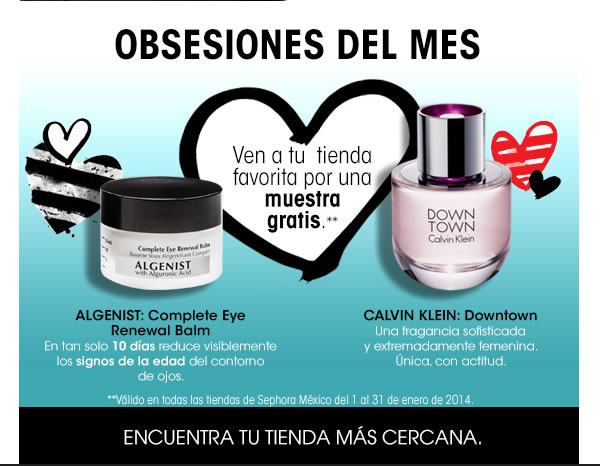 OBSESIONES DEL MES
Ven a tu tienda
favorita por una
muestra
gratis.**
Complete Eye Renewal Balm
Baume Yeux Régénérant Complet
ALGENIST
with Alguronic Acid
DOWN
TOWN
Calvin Klein
ALGENIST: Complete Eye
Renewal Balm
En tan solo 10 días reduce visiblemente
los signos de la edad del contorno
de ojos.
CALVIN KLEIN: Downtown
Una fragancia sofisticada
y extremadamente femenina.
Única, con actitud.
**Válido en todas las tiendas de Sephora México del 1 al 31 de enero de 2014.
ENCUENTRA TU TIENDA MÁS CERCANA.